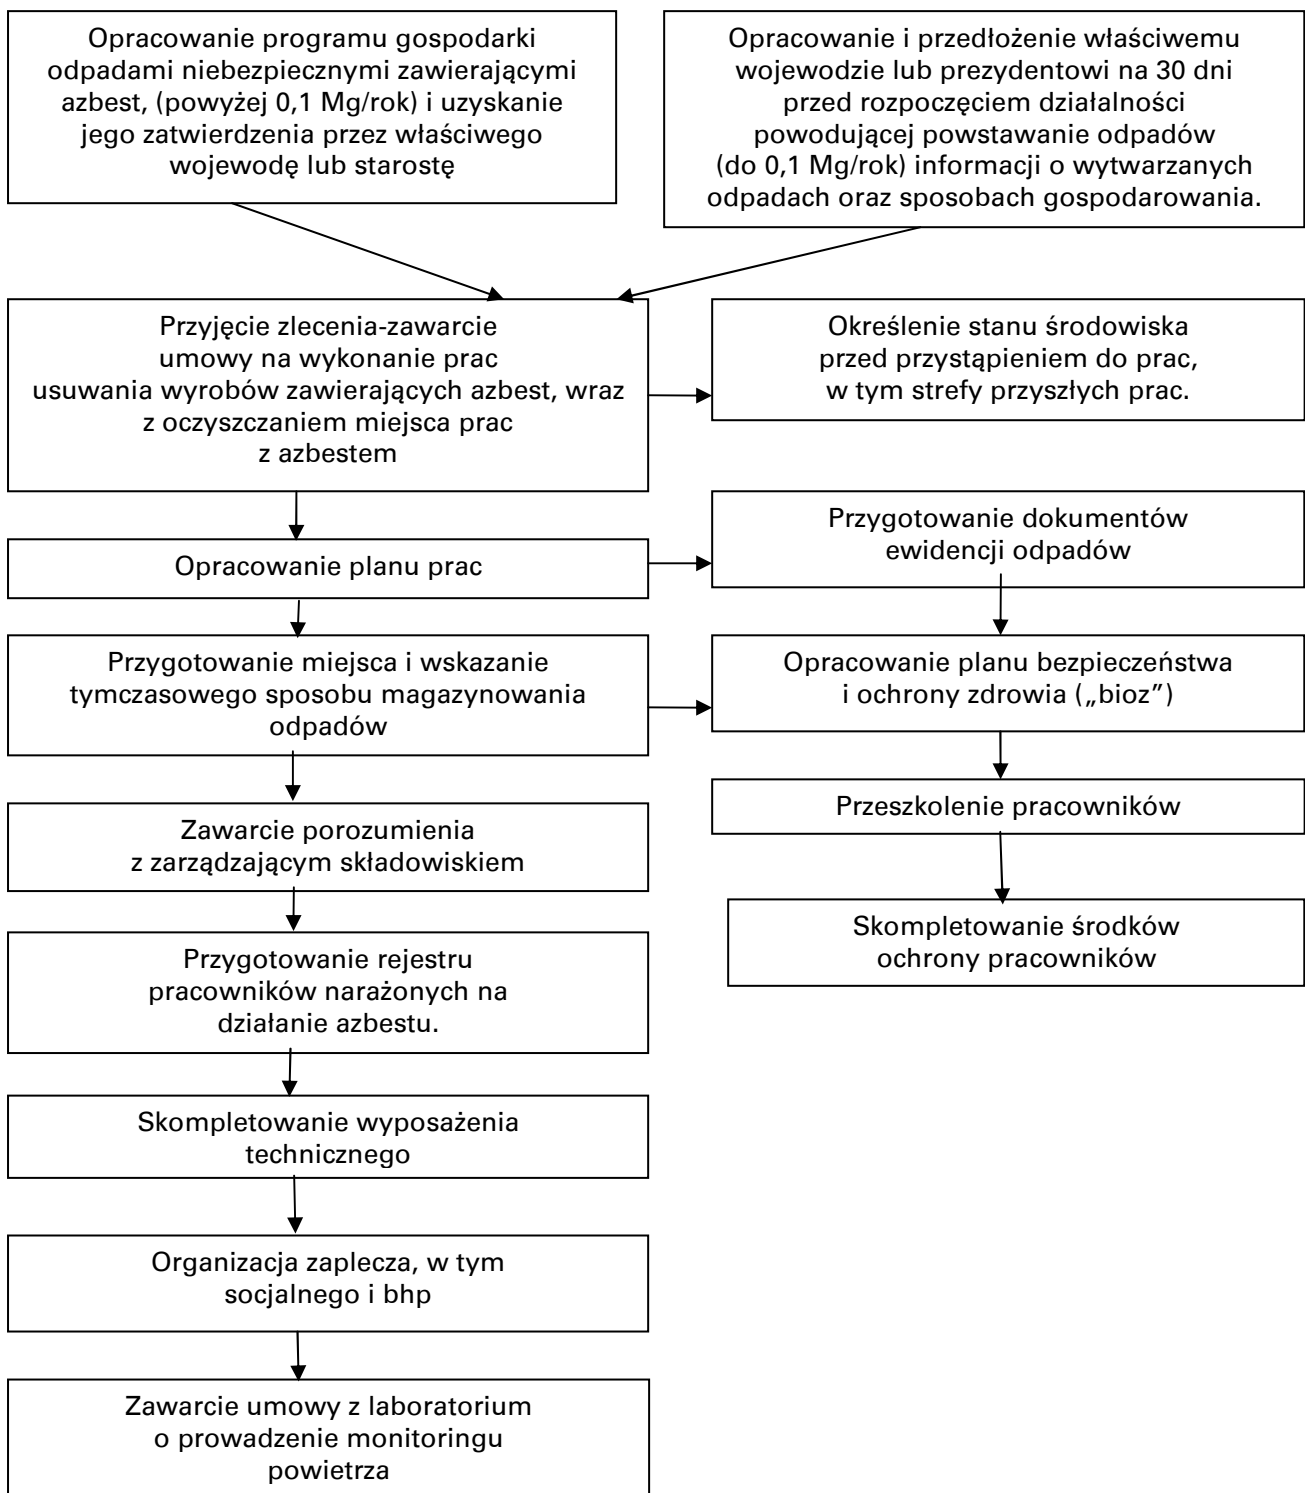 Opracowanie programu gospodarki
odpadami niebezpiecznymi zawierającymi
azbest, (powyżej 0,1 Mg/rok) i uzyskanie
jego zatwierdzenia przez właściwego
wojewodę lub starostę
Opracowanie i przedłożenie właściwemu
wojewodzie lub prezydentowi na 30 dni
przed rozpoczęciem działalności
powodującej powstawanie odpadów
(do 0,1 Mg/rok) informacji o wytwarzanych
odpadach oraz sposobach gospodarowania.
Przyjęcie zlecenia-zawarcie
umowy na wykonanie prac
usuwania wyrobów zawierających azbest, wraz
z oczyszczaniem miejsca prac
z azbestem
Określenie stanu środowiska
przed przystąpieniem do prac,
w tym strefy przyszłych prac.
Opracowanie planu prac
Przygotowanie dokumentów
ewidencji odpadów
Przygotowanie miejsca i wskazanie
tymczasowego sposobu magazynowania
odpadów
Opracowanie planu bezpieczeństwa
i ochrony zdrowia („bioz”)
Zawarcie porozumienia
z zarządzającym składowiskiem
Przeszkolenie pracowników
Przygotowanie rejestru
pracowników narażonych na
działanie azbestu.
Skompletowanie środków
ochrony pracowników
Skompletowanie wyposażenia
technicznego
Organizacja zaplecza, w tym
socjalnego i bhp
Zawarcie umowy z laboratorium
o prowadzenie monitoringu
powietrza